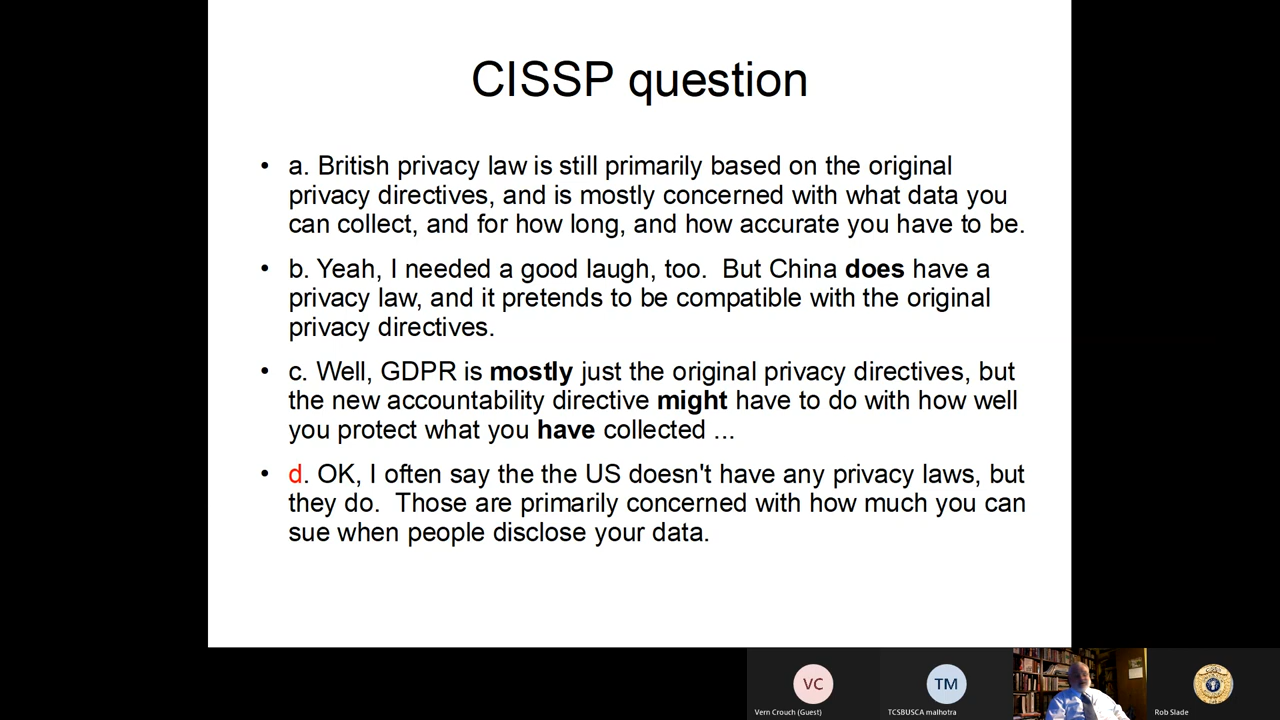 CISSP question
• a. British privacy law is still primarily based on the original
privacy directives, and is mostly concerned with what data you
can collect, and for how long, and how accurate you have to be.
• b. Yeah, I needed a good laugh, too.  But China does have a
privacy law, and it pretends to be compatible with the original
privacy directives.
• c. Well, GDPR is mostly just the original privacy directives, but
the new accountability directive might have to do with how well
you protect what you have collected ...
• d. OK, I often say the the US doesn't have any privacy laws, but
they do.  Those are primarily concerned with how much you can
sue when people disclose your data.
VC
TM
Vern Crouch (Guest)
TCSBUSCA malhotra
Rob Slade